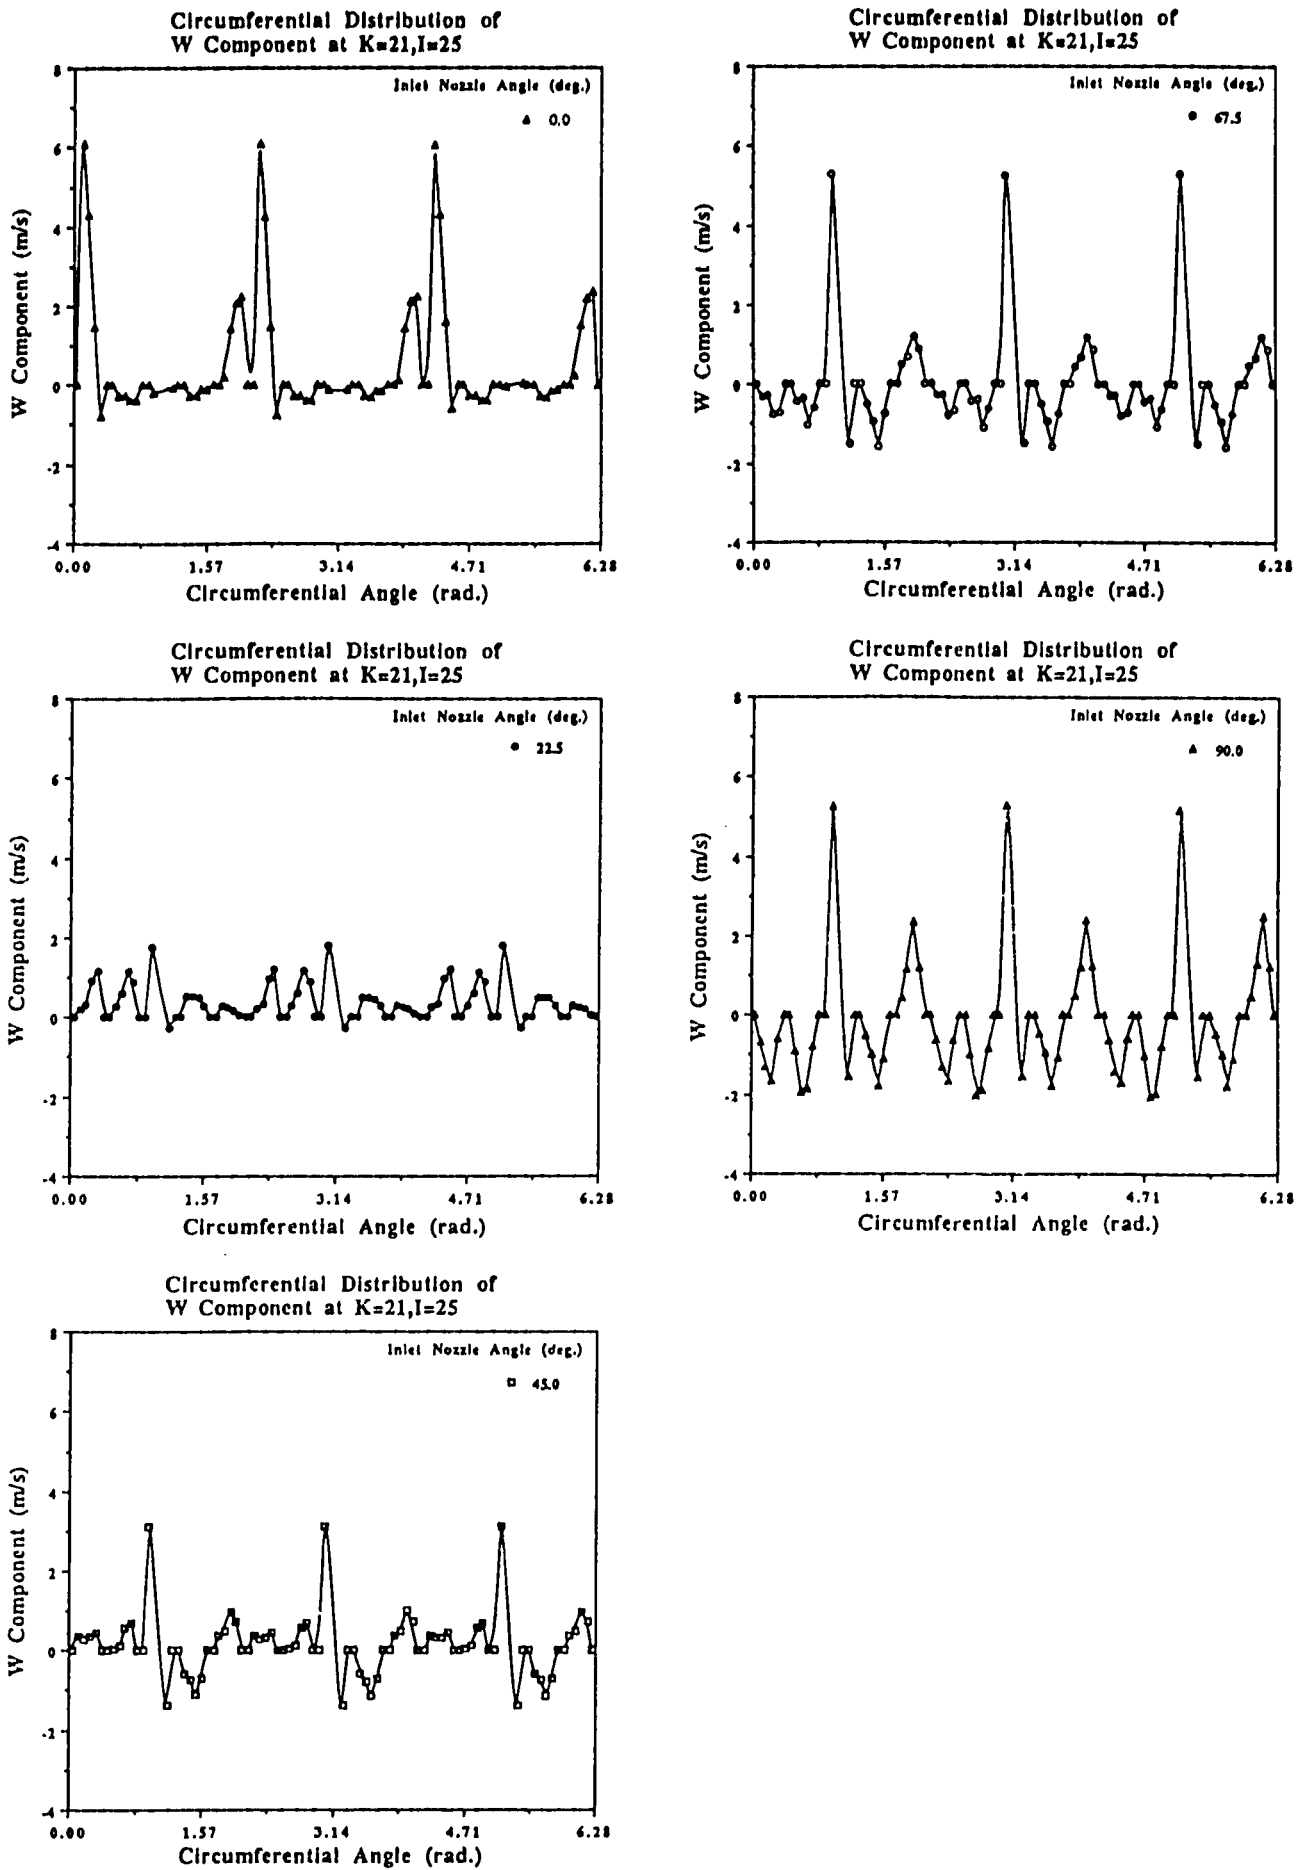 Circumferential Distribution of
W Component at K=21,I=25
Inlet Nozzle Angle (deg.)
0.0
8
6
4
2
0
-2
-4
W Component (m/s)
0.00 1.57 3.14 4.71 6.28
Circumferential Angle (rad.)
Circumferential Distribution of
W Component at K=21,I=25
Inlet Nozzle Angle (deg.)
22.5
8
6
4
2
0
-2
-4
W Component (m/s)
0.00 1.57 3.14 4.71 6.28
Circumferential Angle (rad.)
Circumferential Distribution of
W Component at K=21,I=25
Inlet Nozzle Angle (deg.)
45.0
8
6
4
2
0
-2
-4
W Component (m/s)
0.00 1.57 3.14 4.71 6.28
Circumferential Angle (rad.)
Circumferential Distribution of
W Component at K=21,I=25
Inlet Nozzle Angle (deg.)
67.5
8
6
4
2
0
-2
-4
W Component (m/s)
0.00 1.57 3.14 4.71 6.28
Circumferential Angle (rad.)
Circumferential Distribution of
W Component at K=21,I=25
Inlet Nozzle Angle (deg.)
90.0
8
6
4
2
0
-2
-4
W Component (m/s)
0.00 1.57 3.14 4.71 6.28
Circumferential Angle (rad.)